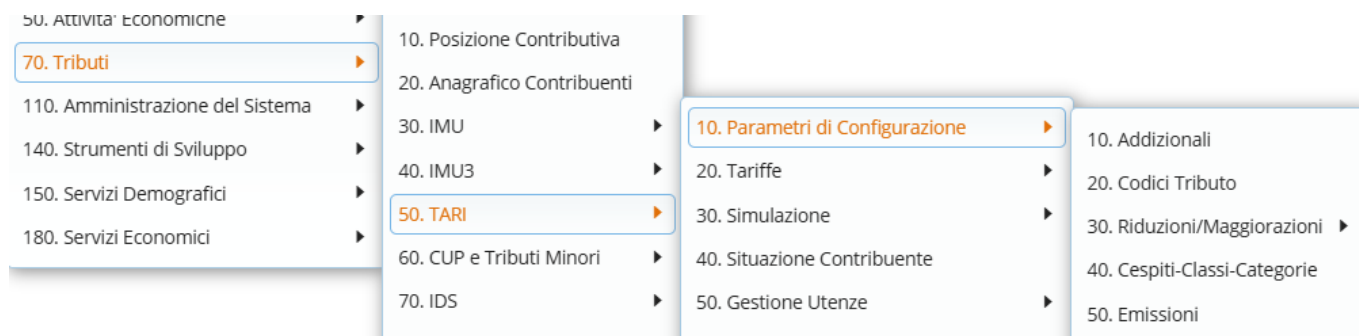 50. Attivita' Economiche
70. Tributi
110. Amministrazione del Sistema
140. Strumenti di Sviluppo
150. Servizi Demografici
180. Servizi Economici
10. Posizione Contributiva
20. Anagrafico Contribuenti
30. IMU
40. IMU3
50. TARI
60. CUP e Tributi Minori
70. IDS
10. Parametri di Configurazione
20. Tariffe
30. Simulazione
40. Situazione Contribuente
50. Gestione Utenze
10. Addizionali
20. Codici Tributo
30. Riduzioni/Maggiorazioni
40. Cespiti-Classi-Categorie
50. Emissioni